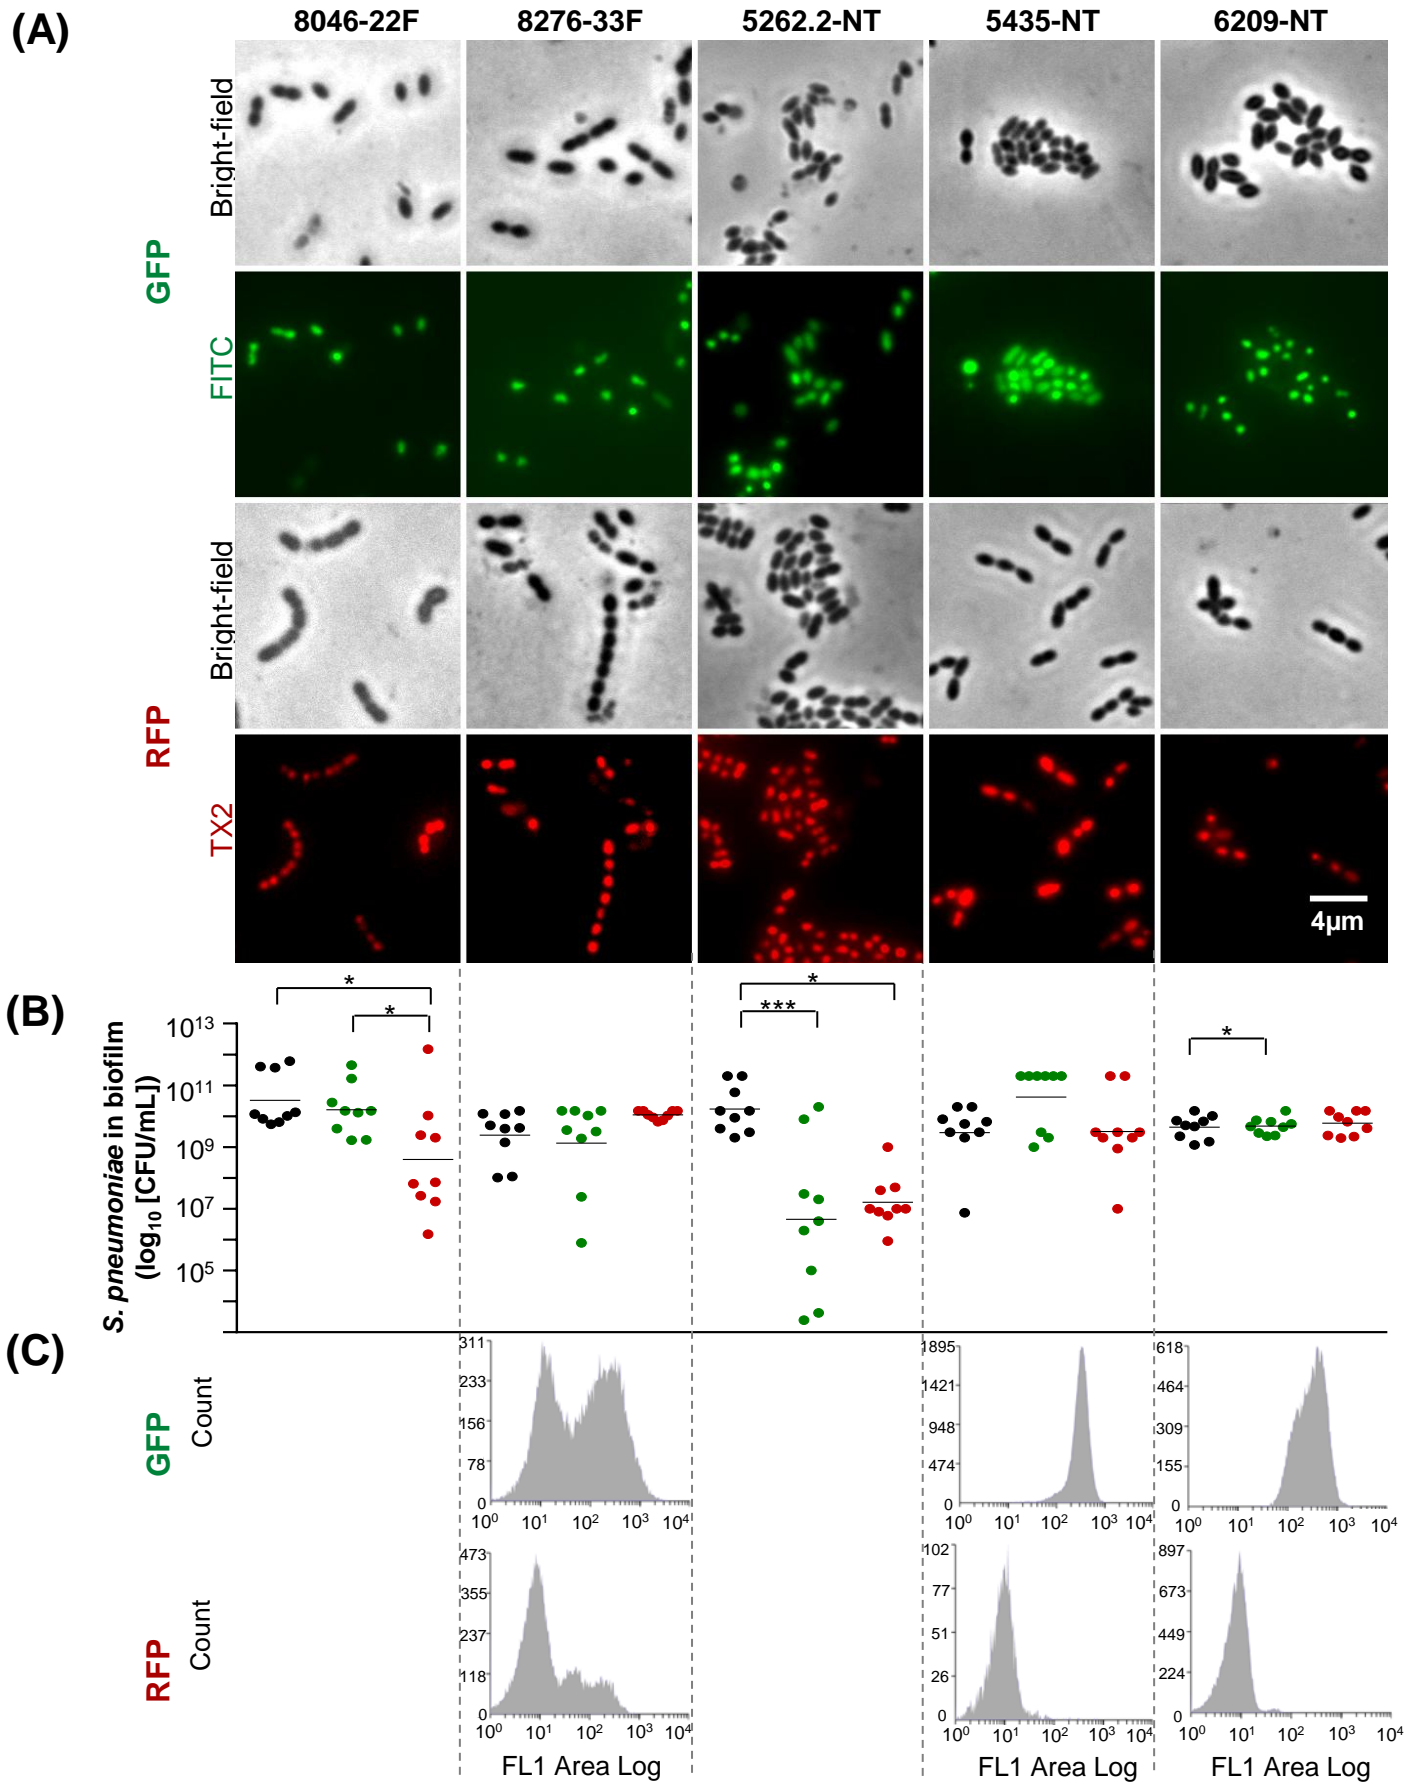 (A)
8046-22F 8276-33F 5262.2-NT 5435-NT 6209-NT
GFP
Bright-field
FITC
RFP
Bright-field
TX2
4µm
(B)
S. pneumoniae in biofilm
(log10 [CFU/mL])
10^13
10^11
10^9
10^7
10^5
* * * *** *
(C)
GFP
Count
311
233
156
78
0
10^0 10^1 10^2 10^3 10^4
1895
1421
948
474
0
10^0 10^1 10^2 10^3 10^4
618
464
309
155
0
10^0 10^1 10^2 10^3 10^4
RFP
Count
473
355
237
118
0
10^0 10^1 10^2 10^3 10^4
FL1 Area Log
102
77
51
26
0
10^0 10^1 10^2 10^3 10^4
FL1 Area Log
897
673
449
224
0
10^0 10^1 10^2 10^3 10^4
FL1 Area Log